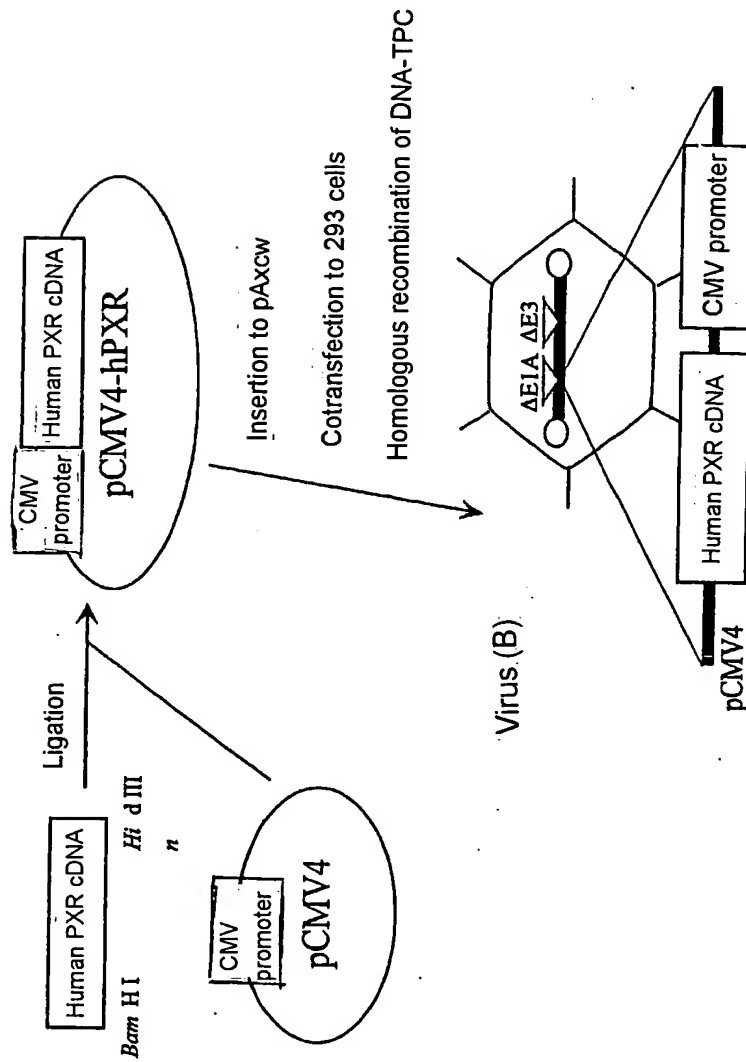 Human PXR cDNA
Bam H I
Hi d III
n
Ligation
CMV
promoter
pCMV4
CMV
promoter
Human PXR cDNA
pCMV4-hPXR
Insertion to pAxcw
Cotransfection to 293 cells
Homologous recombination of DNA-TPC
Virus (B)
ΔE1A ΔE3
Human PXR cDNA
CMV promoter
pCMV4